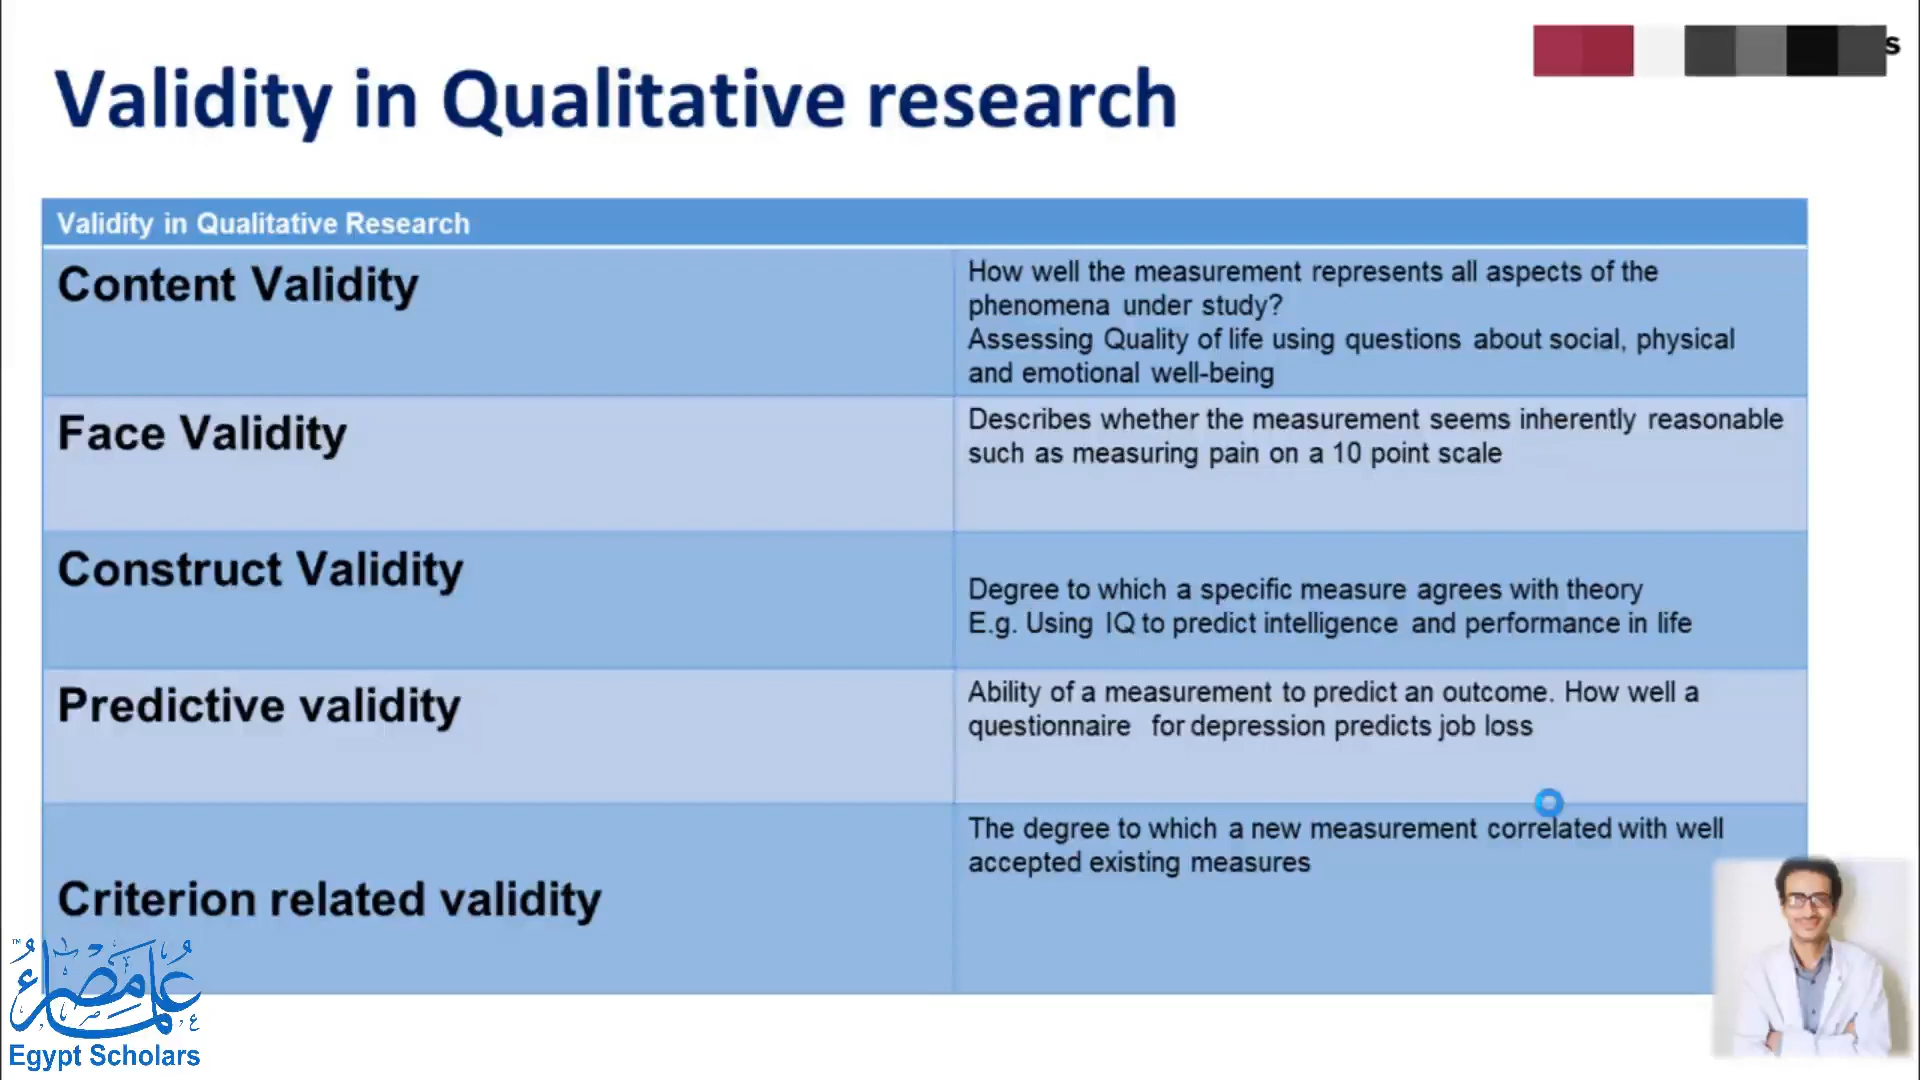 s
Validity in Qualitative research
Validity in Qualitative Research
Content Validity
How well the measurement represents all aspects of the
phenomena under study?
Assessing Quality of life using questions about social, physical
and emotional well-being
Face Validity
Describes whether the measurement seems inherently reasonable
such as measuring pain on a 10 point scale
Construct Validity
Degree to which a specific measure agrees with theory
E.g. Using IQ to predict intelligence and performance in life
Predictive validity
Ability of a measurement to predict an outcome. How well a
questionnaire for depression predicts job loss
Criterion related validity
The degree to which a new measurement correlated with well
accepted existing measures
علماء مصر
™
Egypt Scholars